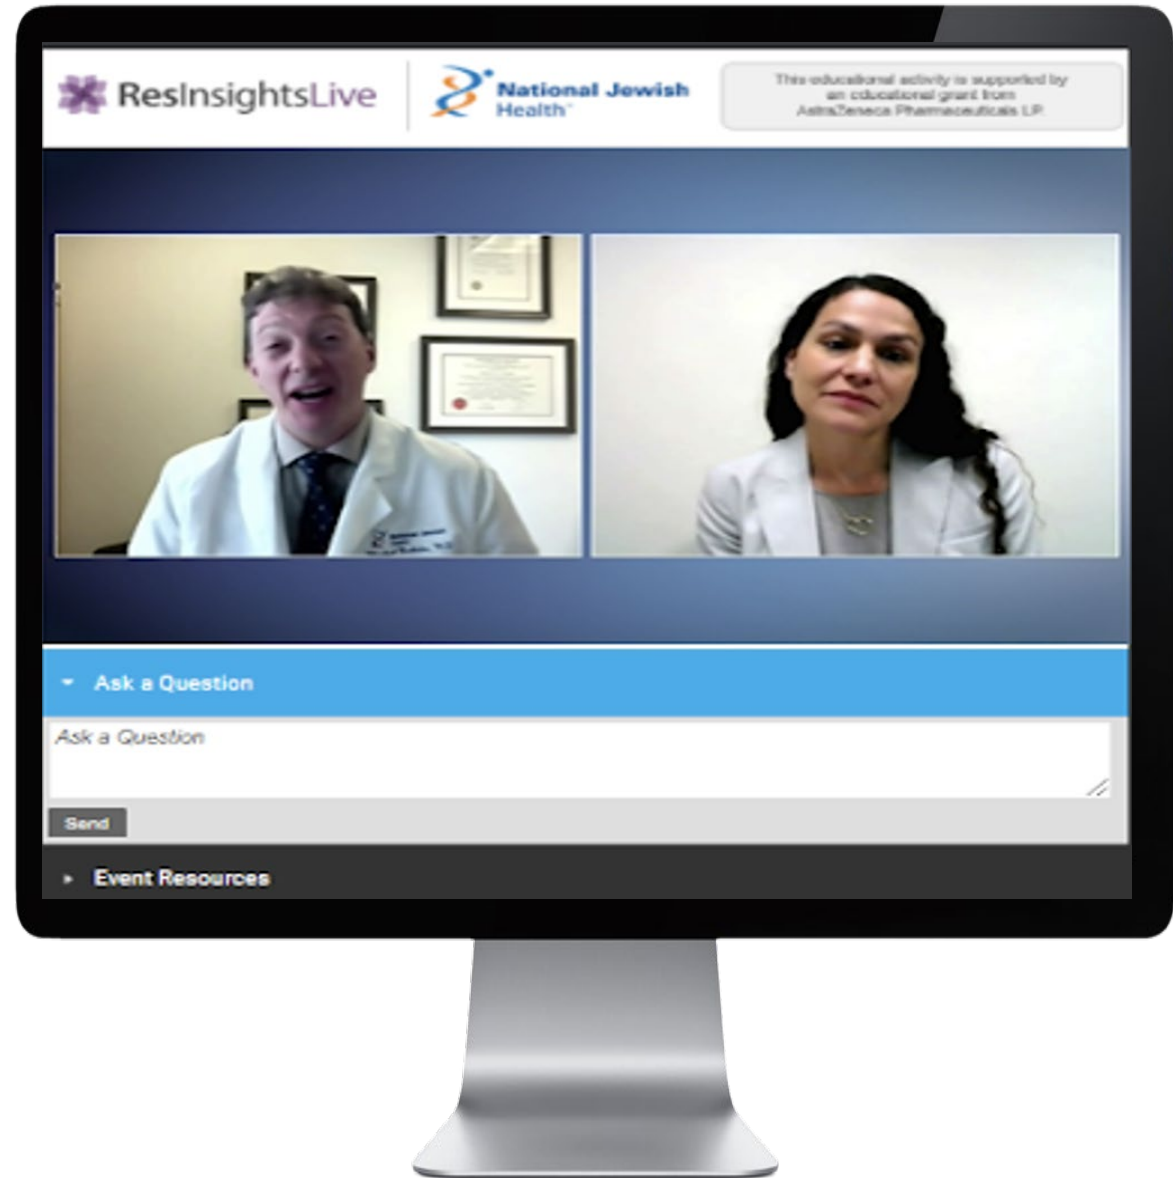 ResInsightsLive
National Jewish
Health
This educational activity is supported by
an educational grant from
AstraZeneca Pharmaceuticals LP.
Ask a Question
Ask a Question
Send
Event Resources